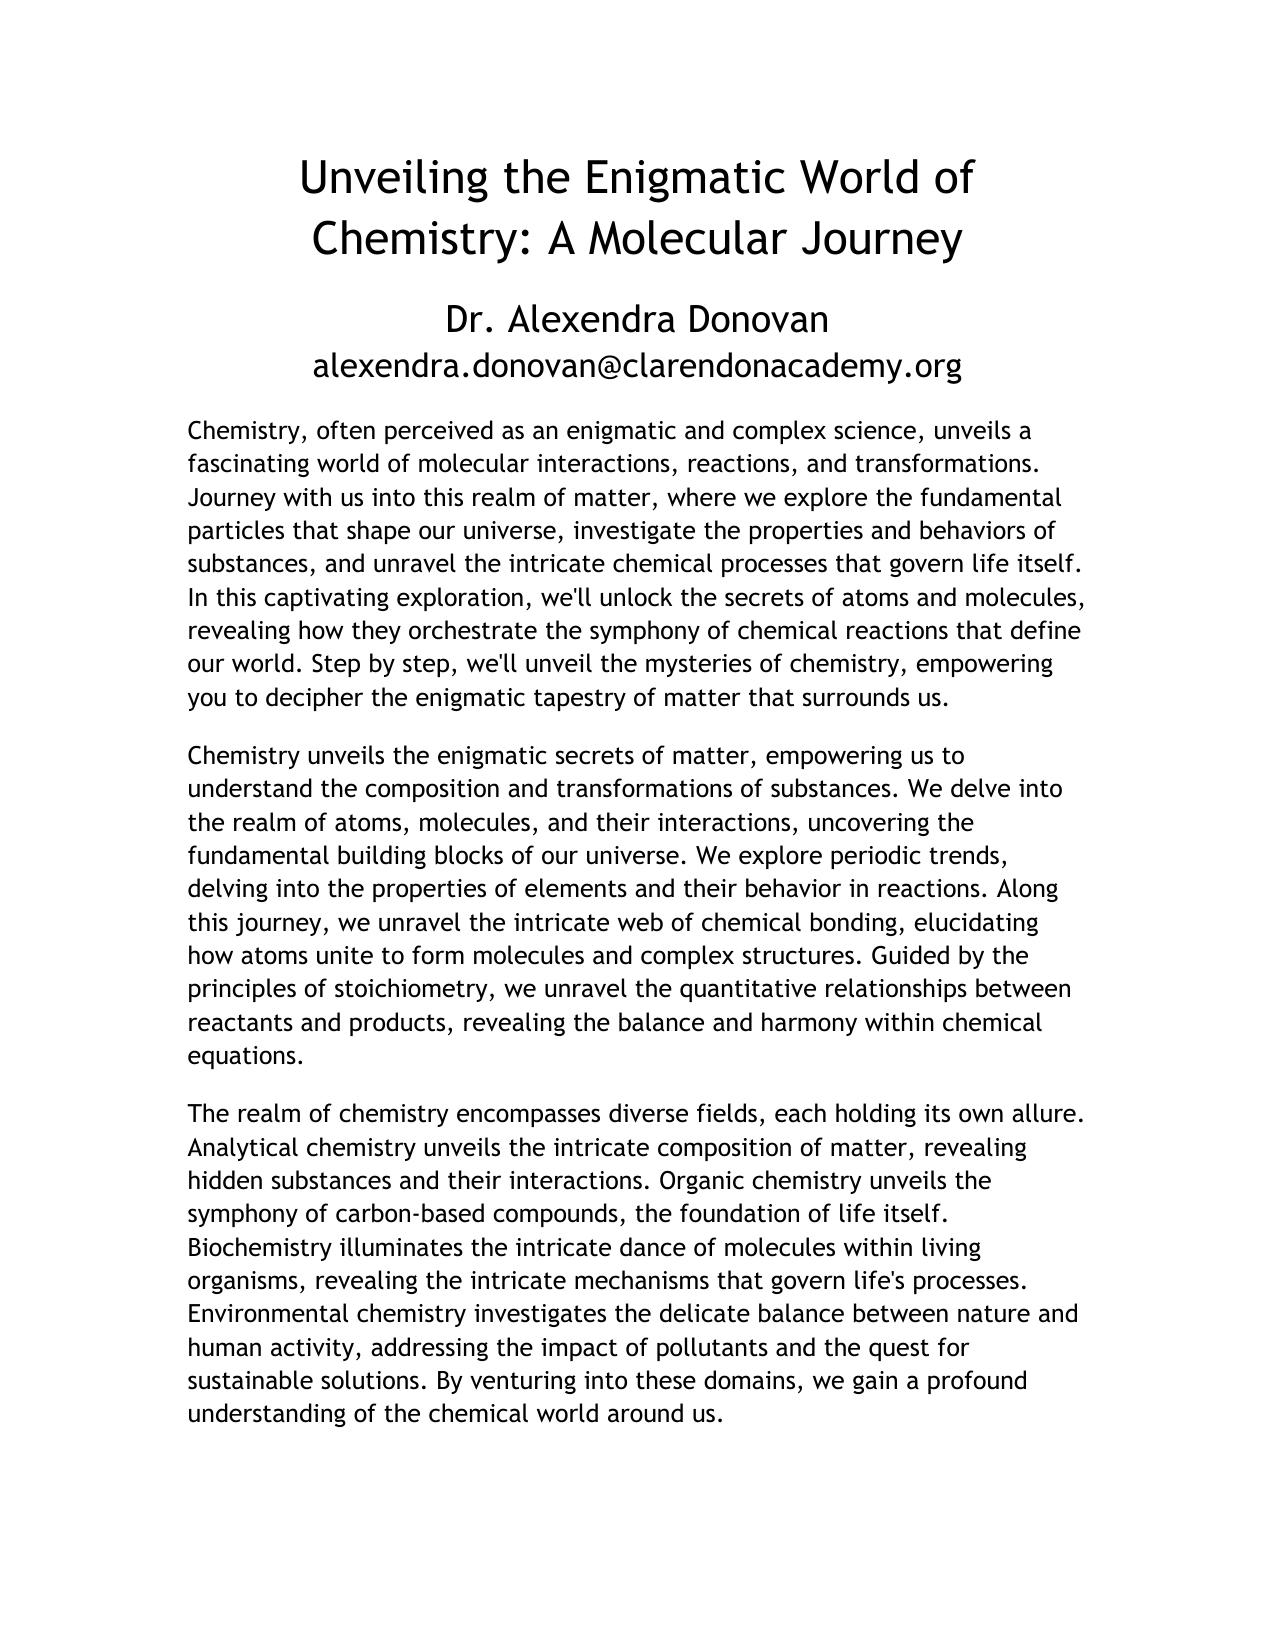 Unveiling the Enigmatic World of
Chemistry: A Molecular Journey
Dr. Alexendra Donovan
alexendra.donovan@clarendonacademy.org
Chemistry, often perceived as an enigmatic and complex science, unveils a
fascinating world of molecular interactions, reactions, and transformations.
Journey with us into this realm of matter, where we explore the fundamental
particles that shape our universe, investigate the properties and behaviors of
substances, and unravel the intricate chemical processes that govern life itself.
In this captivating exploration, we'll unlock the secrets of atoms and molecules,
revealing how they orchestrate the symphony of chemical reactions that define
our world. Step by step, we'll unveil the mysteries of chemistry, empowering
you to decipher the enigmatic tapestry of matter that surrounds us.
Chemistry unveils the enigmatic secrets of matter, empowering us to
understand the composition and transformations of substances. We delve into
the realm of atoms, molecules, and their interactions, uncovering the
fundamental building blocks of our universe. We explore periodic trends,
delving into the properties of elements and their behavior in reactions. Along
this journey, we unravel the intricate web of chemical bonding, elucidating
how atoms unite to form molecules and complex structures. Guided by the
principles of stoichiometry, we unravel the quantitative relationships between
reactants and products, revealing the balance and harmony within chemical
equations.
The realm of chemistry encompasses diverse fields, each holding its own allure.
Analytical chemistry unveils the intricate composition of matter, revealing
hidden substances and their interactions. Organic chemistry unveils the
symphony of carbon-based compounds, the foundation of life itself.
Biochemistry illuminates the intricate dance of molecules within living
organisms, revealing the intricate mechanisms that govern life's processes.
Environmental chemistry investigates the delicate balance between nature and
human activity, addressing the impact of pollutants and the quest for
sustainable solutions. By venturing into these domains, we gain a profound
understanding of the chemical world around us.